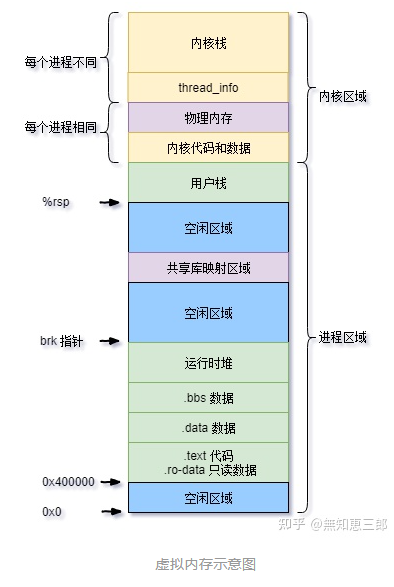 内核栈
每个进程不同
thread_info
内核区域
物理内存
每个进程相同
内核代码和数据
用户栈
%rsp
空闲区域
共享库映射区域
空闲区域
brk 指针
进程区域
运行时堆
.bbs 数据
.data 数据
.text 代码
.ro-data 只读数据
0x400000
空闲区域
0x0
知乎 @無知惠三郎
虚拟内存示意图